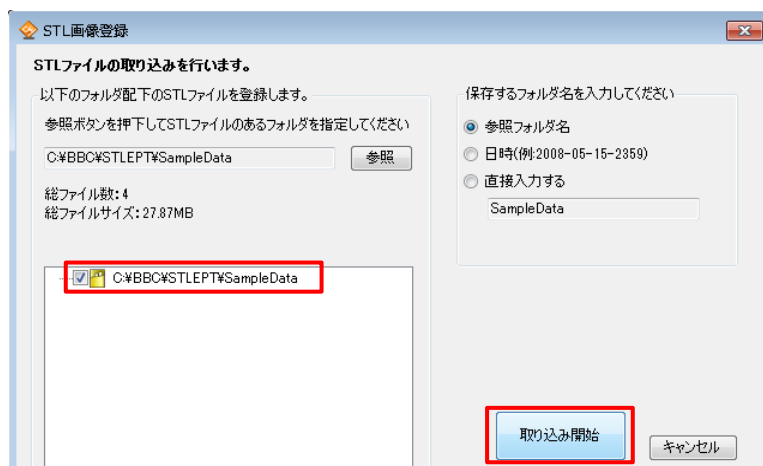 STL画像登録
STLファイルの取り込みを行います。
以下のフォルダ配下のSTLファイルを登録します。
参照ボタンを押下してSTLファイルのあるフォルダを指定してください
C:¥BBC¥STLEPT¥SampleData
参照
総ファイル数:4
総ファイルサイズ:27.87MB
C:¥BBC¥STLEPT¥SampleData
保存するフォルダ名を入力してください
参照フォルダ名
日時(例:2008-05-15-2359)
直接入力する
SampleData
取り込み開始
キャンセル